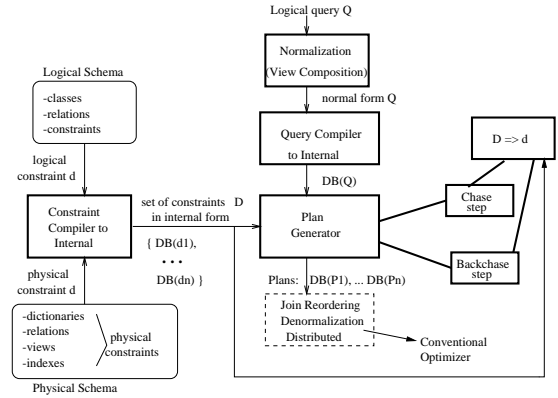 Logical query Q
Normalization
(View Composition)
normal form Q
Query Compiler
to Internal
DB(Q)
Logical Schema
-classes
-relations
-constraints
logical
constraint d
Constraint
Compiler to
Internal
set of constraints D
in internal form
{ DB(d1),
• • •
DB(dn) }
Plan
Generator
D => d
Chase
step
Backchase
step
physical
constraint d
-dictionaries
-relations
-views
-indexes
physical
constraints
Physical Schema
Plans: DB(P1), ... DB(Pn)
Join Reordering
Denormalization
Distributed
Conventional
Optimizer